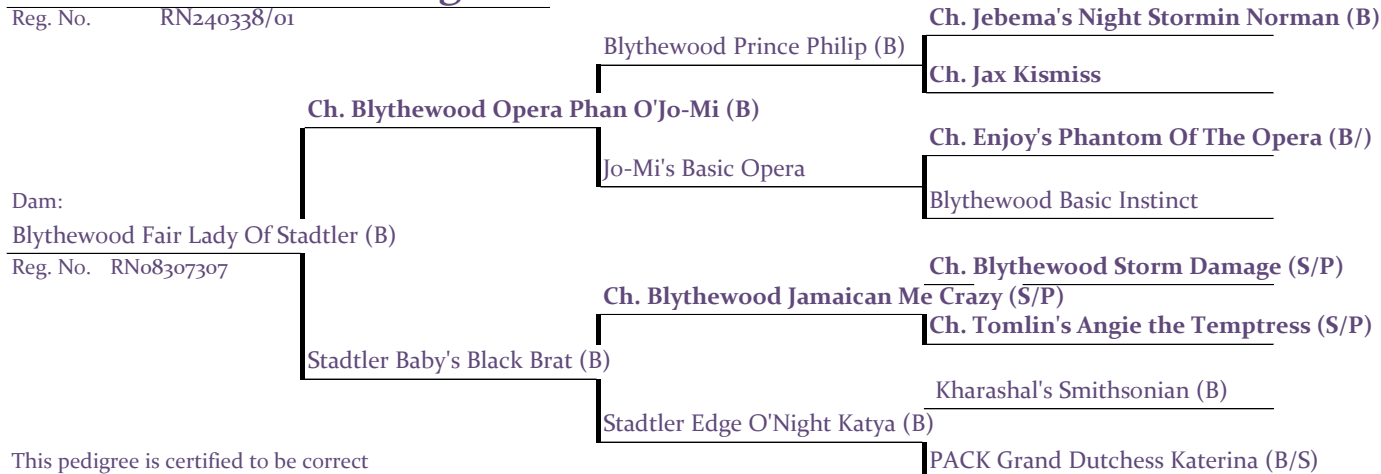 Reg. No. RN240338/01
Ch. Jebema's Night Stormin Norman (B)
Blythewood Prince Philip (B)
Ch. Jax Kismiss
Ch. Blythewood Opera Phan O'Jo-Mi (B)
Ch. Enjoy's Phantom Of The Opera (B/)
Jo-Mi's Basic Opera
Blythewood Basic Instinct
Dam:
Blythewood Fair Lady Of Stadtler (B)
Reg. No. RN08307307
Ch. Blythewood Storm Damage (S/P)
Ch. Blythewood Jamaican Me Crazy (S/P)
Ch. Tomlin's Angie the Temptress (S/P)
Stadtler Baby's Black Brat (B)
Kharashal's Smithsonian (B)
Stadtler Edge O'Night Katya (B)
PACK Grand Dutchess Katerina (B/S)
This pedigree is certified to be correct